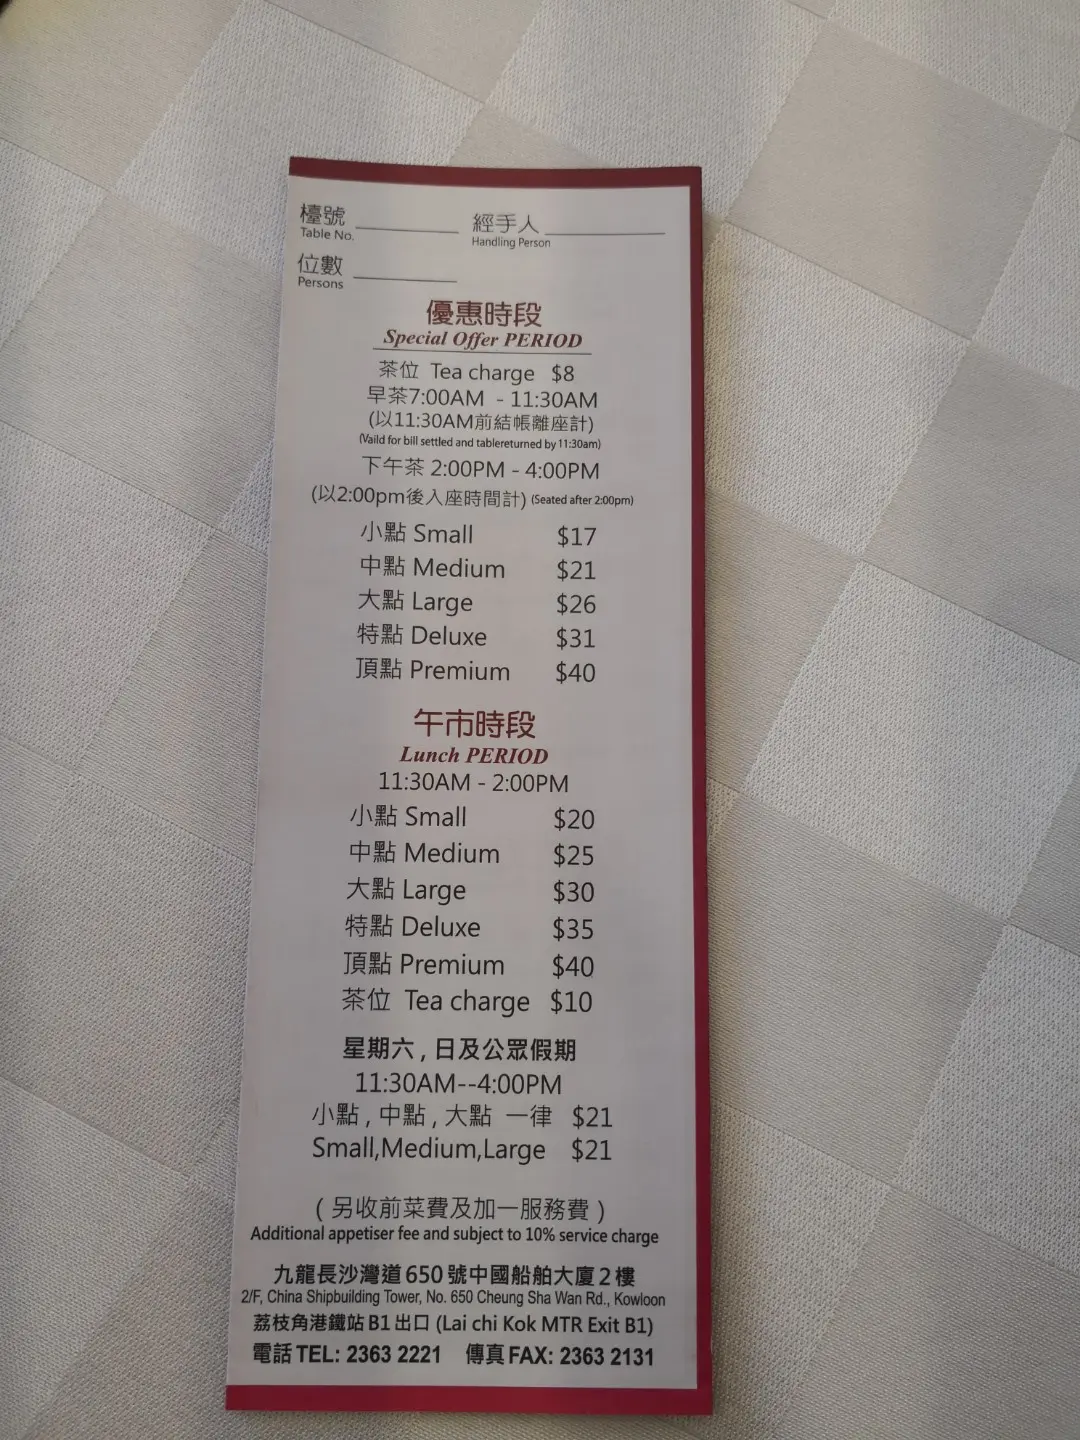 檯號 ________ 經手人 ____________
Table No. Handling Person
位數 ________
Persons
優惠時段
Special Offer PERIOD
茶位 Tea charge $8
早茶7:00AM - 11:30AM
(以11:30AM前結帳離座計)
(Vaild for bill settled and tablereturned by 11:30am)
下午茶 2:00PM - 4:00PM
(以2:00pm後入座時間計) (Seated after 2:00pm)
小點 Small $17
中點 Medium $21
大點 Large $26
特點 Deluxe $31
頂點 Premium $40
午市時段
Lunch PERIOD
11:30AM - 2:00PM
小點 Small $20
中點 Medium $25
大點 Large $30
特點 Deluxe $35
頂點 Premium $40
茶位 Tea charge $10
星期六 , 日及公眾假期
11:30AM--4:00PM
小點 , 中點 , 大點 一律 $21
Small,Medium,Large $21
( 另收前菜費及加一服務費 )
Additional appetiser fee and subject to 10% service charge
九龍長沙灣道650號中國船舶大廈2樓
2/F, China Shipbuilding Tower, No. 650 Cheung Sha Wan Rd., Kowloon
荔枝角港鐵站B1出口 (Lai chi Kok MTR Exit B1)
電話TEL: 2363 2221 傳真FAX: 2363 2131